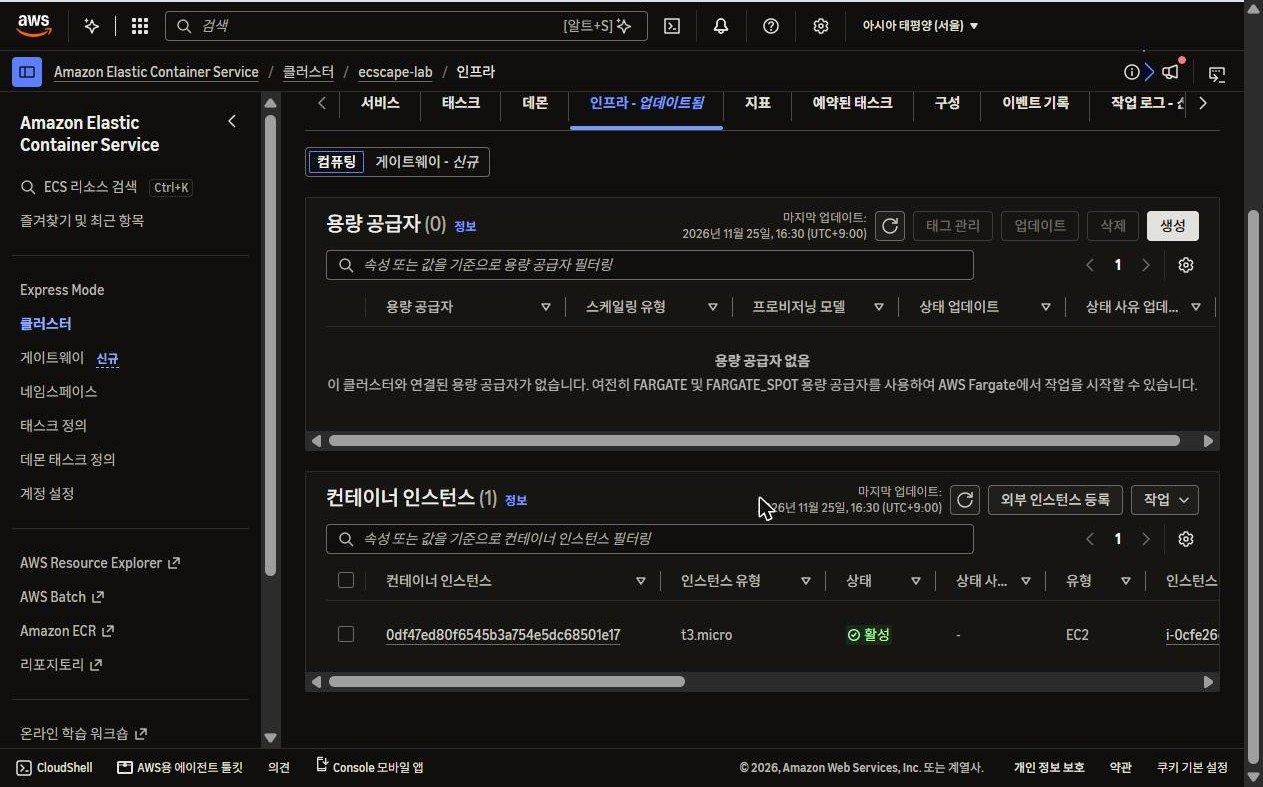 aws
검색 [알트+S]
아시아 태평양 (서울)
Amazon Elastic Container Service / 클러스터 / ecscape-lab / 인프라
Amazon Elastic
Container Service
ECS 리소스 검색 Ctrl+K
즐겨찾기 및 최근 항목
Express Mode
클러스터
게이트웨이 신규
네임스페이스
태스크 정의
데몬 태스크 정의
계정 설정
AWS Resource Explorer
AWS Batch
Amazon ECR
리포지토리
온라인 학습 워크숍
서비스 태스크 데몬 인프라 - 업데이트됨 지표 예약된 태스크 구성 이벤트 기록 작업 로그 -
컴퓨팅 게이트웨이 - 신규
용량 공급자 (0) 정보
마지막 업데이트:
2026년 11월 25일, 16:30 (UTC+9:00)
태그 관리 업데이트 삭제 생성
속성 또는 값을 기준으로 용량 공급자 필터링
1
용량 공급자 스케일링 유형 프로비저닝 모델 상태 업데이트 상태 사유 업데...
용량 공급자 없음
이 클러스터와 연결된 용량 공급자가 없습니다. 여전히 FARGATE 및 FARGATE_SPOT 용량 공급자를 사용하여 AWS Fargate에서 작업을 시작할 수 있습니다.
컨테이너 인스턴스 (1) 정보
마지막 업데이트:
26년 11월 25일, 16:30 (UTC+9:00)
외부 인스턴스 등록 작업
속성 또는 값을 기준으로 컨테이너 인스턴스 필터링
1
컨테이너 인스턴스 인스턴스 유형 상태 상태 사... 유형 인스턴스
0df47ed80f6545b3a754e5dc68501e17 t3.micro 활성 - EC2 i-0cfe26
CloudShell AWS용 에이전트 툴킷 의견 Console 모바일 앱
© 2026, Amazon Web Services, Inc. 또는 계열사. 개인 정보 보호 약관 쿠키 기본 설정